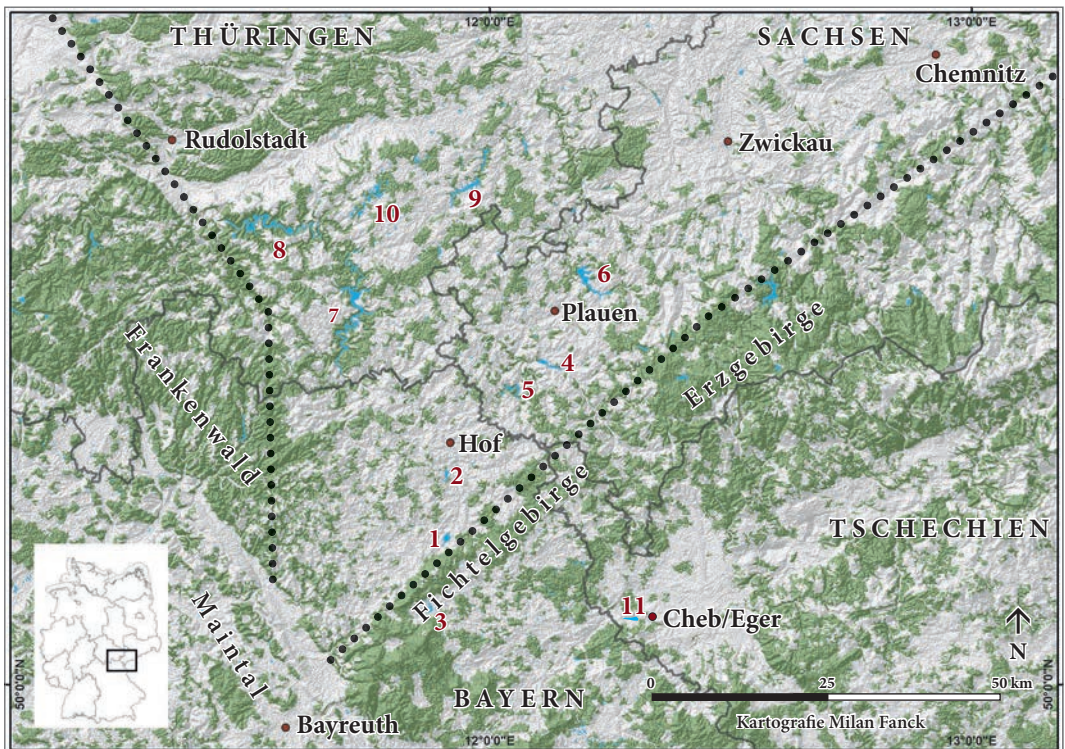 12°0'0"E
13°0'0"E
THÜRINGEN
SACHSEN
Chemnitz
Rudolstadt
Zwickau
9
10
8
6
7
Plauen
Frankenwald
4
Erzgebirge
5
Hof
2
Fichtelgebirge
TSCHECHIEN
1
Maintal
11
Cheb/Eger
3
N
50°0'0"N
50°0'0"N
BAYERN
0
25
50 km
Kartografie Milan Fanck
Bayreuth
12°0'0"E
13°0'0"E